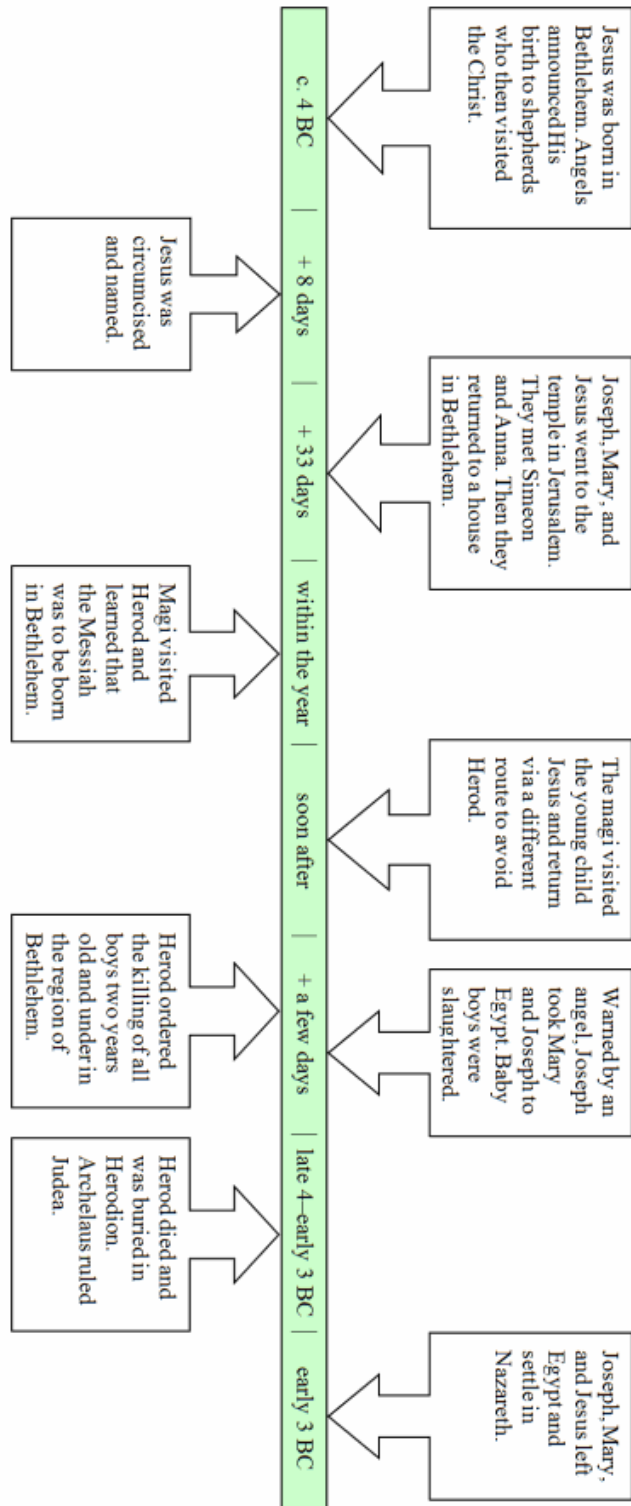 Jesus was born in
Bethlehem. Angels
announced His
birth to shepherds
who then visited
the Christ.
Joseph, Mary, and
Jesus went to the
temple in Jerusalem.
They met Simeon
and Anna. Then they
returned to a house
in Bethlehem.
The magi visited
the young child
Jesus and return
via a different
route to avoid
Herod.
Warned by an
angel, Joseph
took Mary
and Joseph to
Egypt. Baby
boys were
slaughtered.
Joseph, Mary,
and Jesus left
Egypt and
settle in
Nazareth.
c. 4 BC | + 8 days | + 33 days | within the year | soon after | + a few days | late 4–early 3 BC | early 3 BC
Jesus was
circumcised
and named.
Magi visited
Herod and
learned that
the Messiah
was to be born
in Bethlehem.
Herod ordered
the killing of all
boys two years
old and under in
the region of
Bethlehem.
Herod died and
was buried in
Herodion.
Archelaus ruled
Judea.